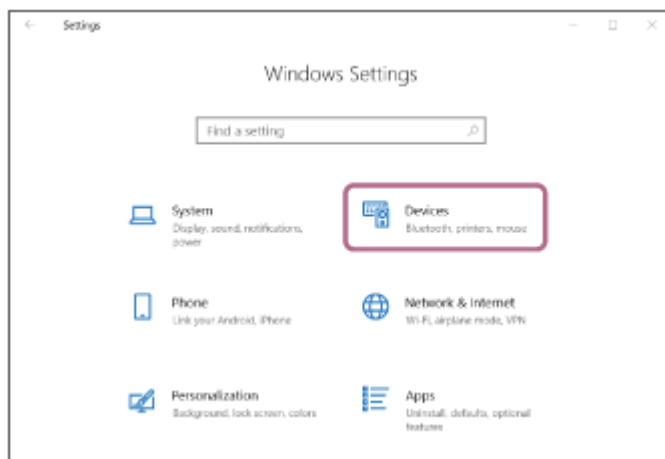 Settings
Windows Settings
Find a setting
System
Display, sound, notifications,
power
Devices
Bluetooth, printers, mouse
Phone
Link your Android, iPhone
Network & Internet
Wi-Fi, airplane mode, VPN
Personalization
Background, lock screen, colors
Apps
Uninstall, defaults, optional
features